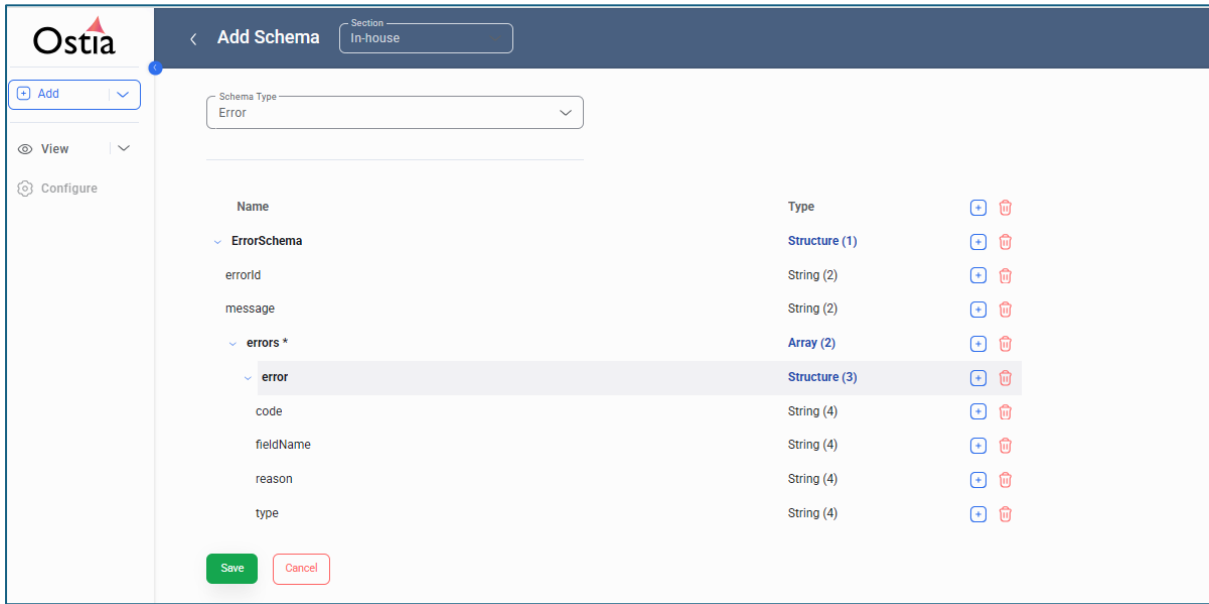 Ostia
Add Schema
Section
In-house
Add
View
Configure
Schema Type
Error
Name Type
ErrorSchema Structure (1)
errorId String (2)
message String (2)
errors * Array (2)
error Structure (3)
code String (4)
fieldName String (4)
reason String (4)
type String (4)
Save Cancel